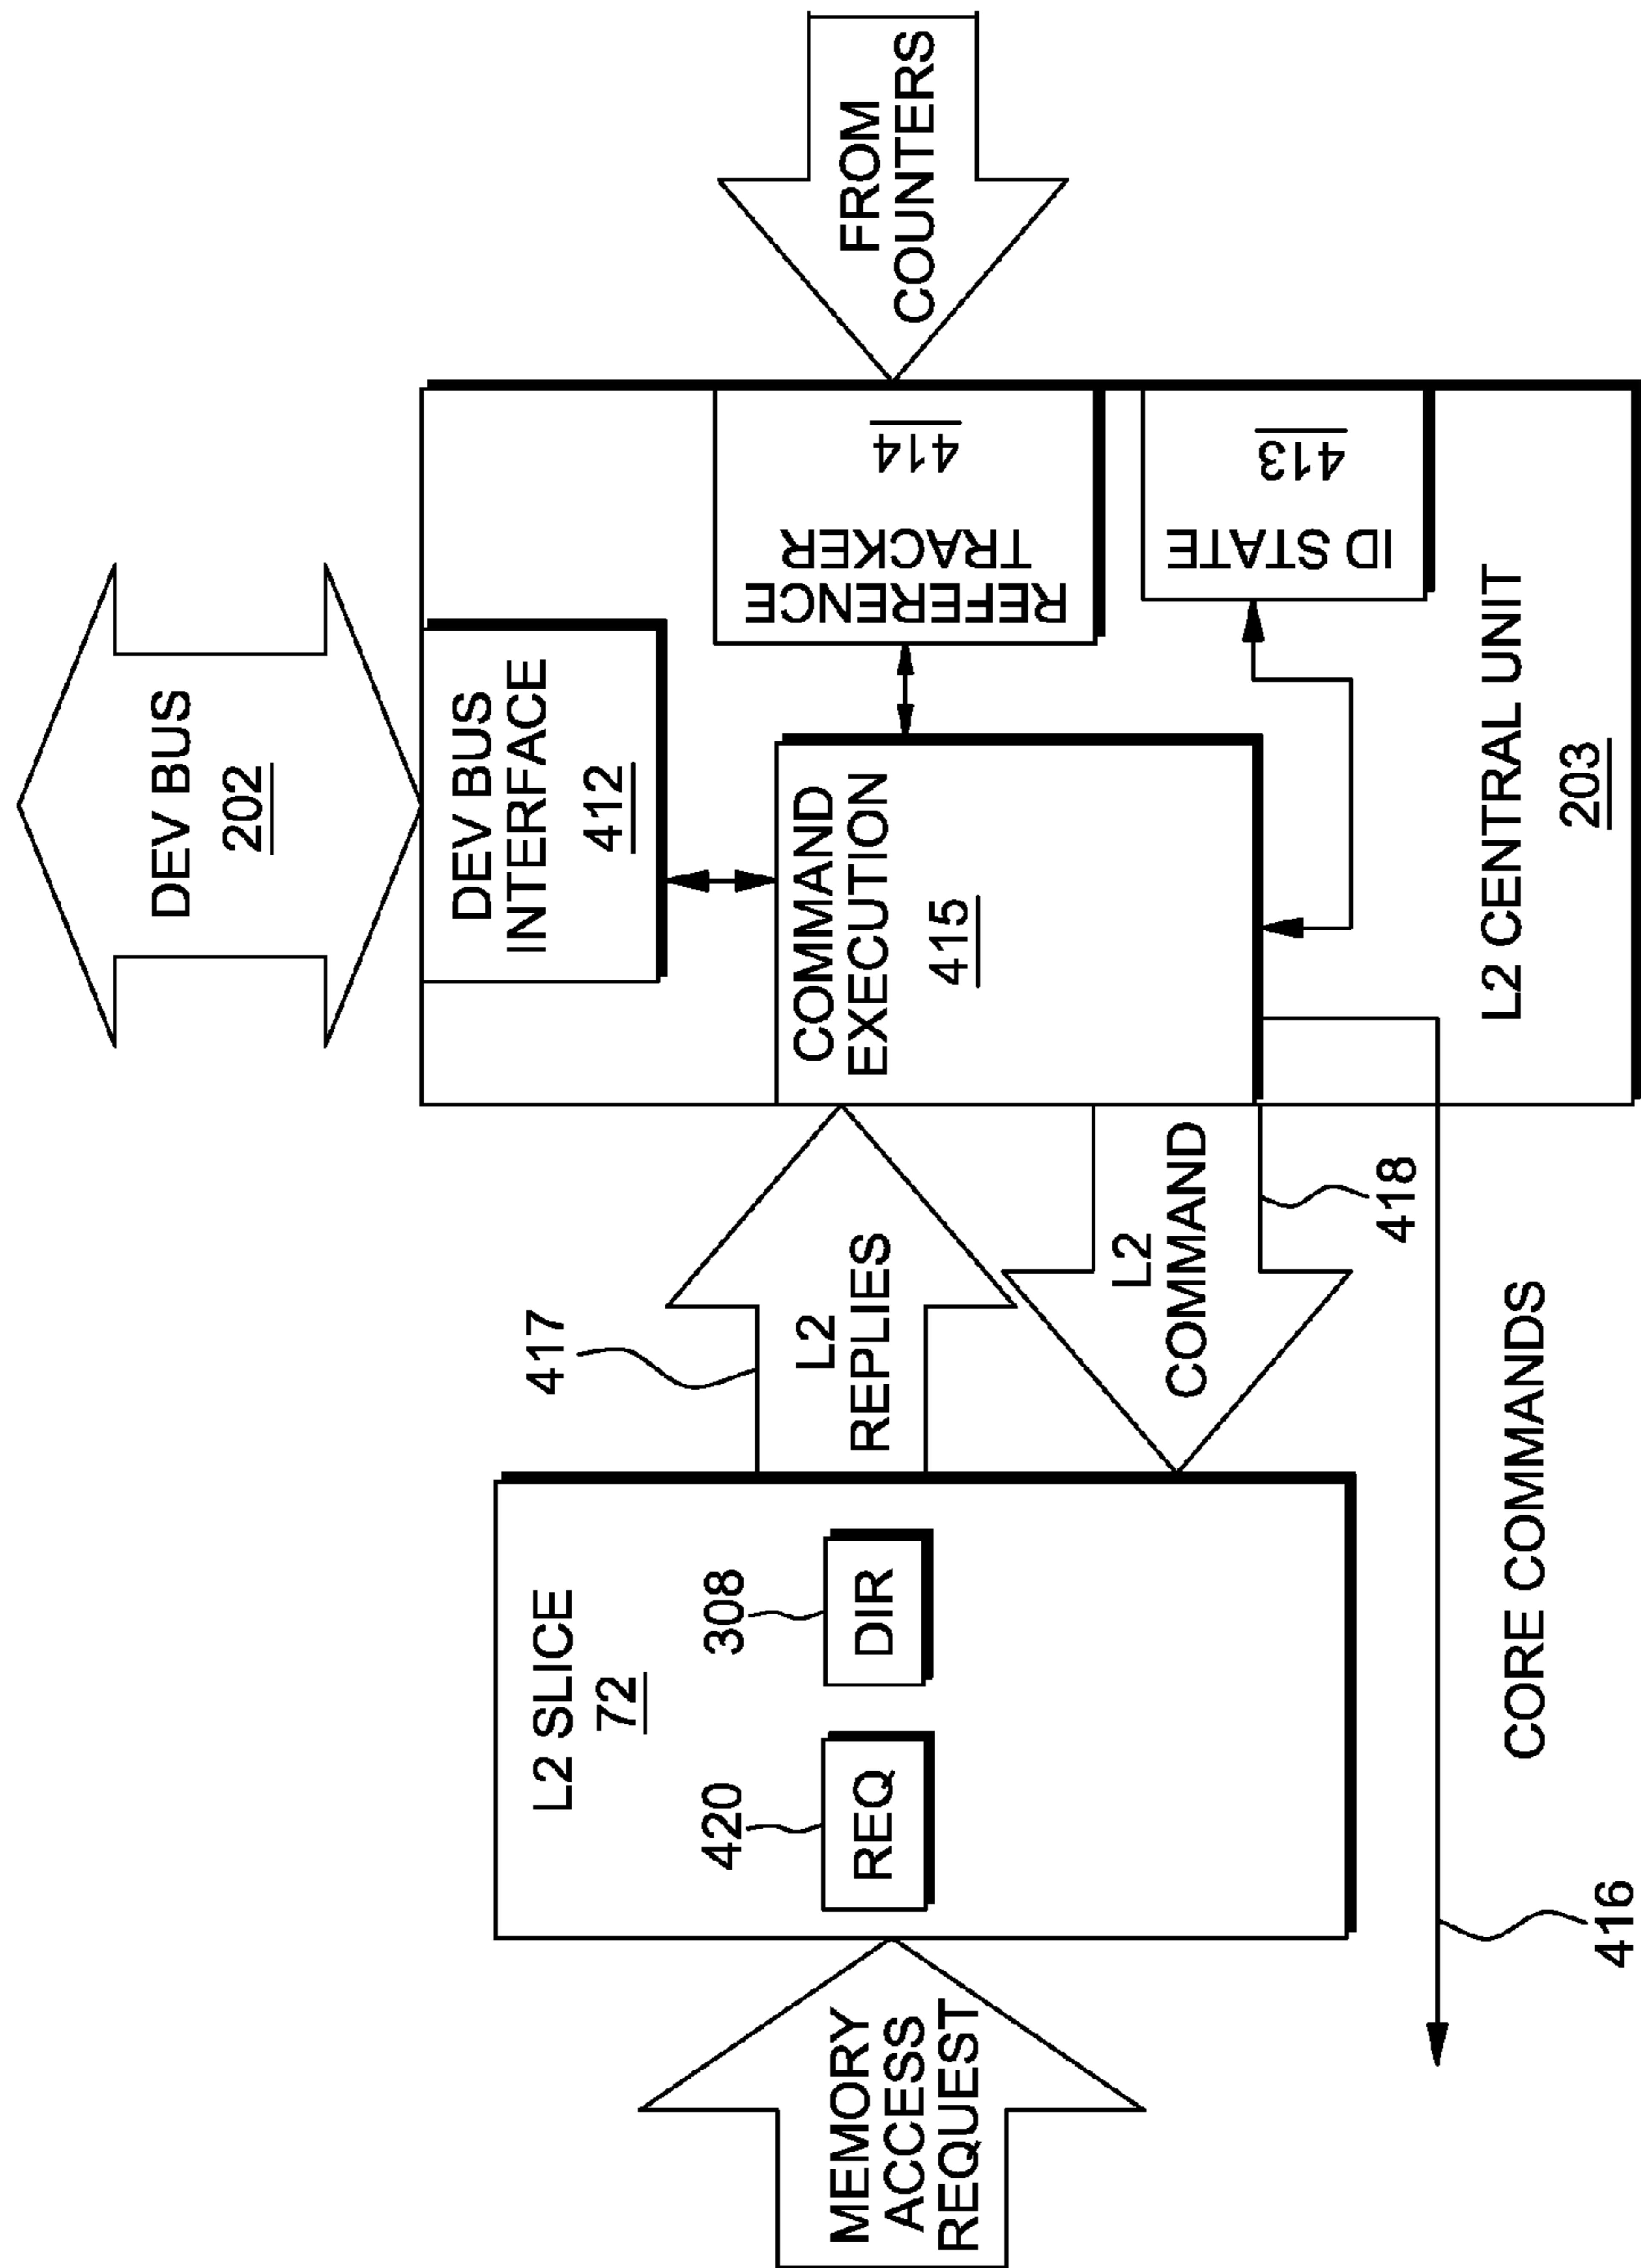 DEV BUS
202
DEV BUS
INTERFACE
412
FROM
COUNTERS
REFERENCE
TRACKER
414
ID STATE
413
COMMAND
EXECUTION
415
L2 CENTRAL UNIT
203
417
L2
REPLIES
L2
COMMAND
418
L2 SLICE
72
308
DIR
420
REQ
MEMORY
ACCESS
REQUEST
CORE COMMANDS
416